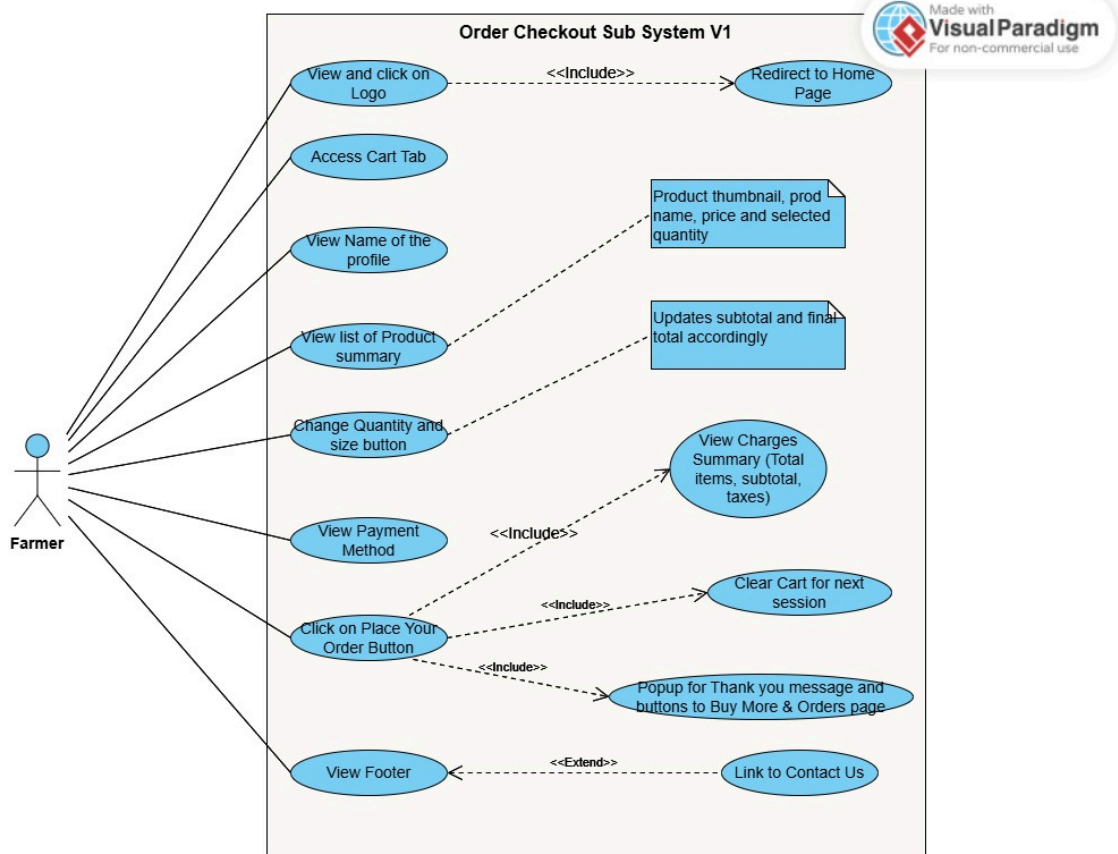 Made with
Visual Paradigm
For non-commercial use
Order Checkout Sub System V1
View and click on
Logo
<<Include>>
Redirect to Home
Page
Access Cart Tab
Product thumbnail, prod
name, price and selected
quantity
View Name of the
profile
View list of Product
summary
Updates subtotal and final
total accordingly
Change Quantity and
size button
View Charges
Summary (Total
items, subtotal,
taxes)
Farmer
View Payment
Method
<<Include>>
Clear Cart for next
session
<<Include>>
Click on Place Your
Order Button
<<Include>>
Popup for Thank you message and
buttons to Buy More & Orders page
View Footer
<<Extend>>
Link to Contact Us